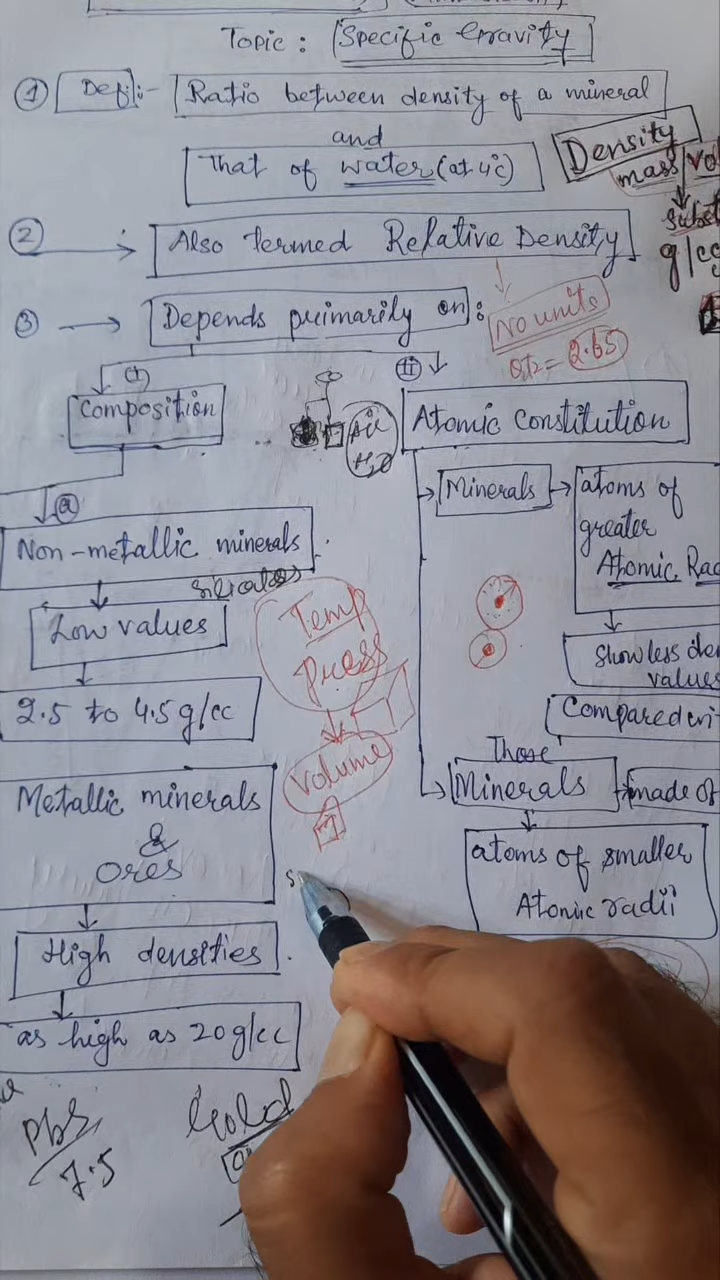 Topic : Specific Gravity
① Def:- Ratio between density of a mineral
and
That of water (at 4°c)
Density
mass/vol
② Also termed Relative Density
g/cc
③ Depends primarily on :
No units
Qtz = 2.65
(i)
Composition
(ii)
Atomic Constitution
Air
H2O
Minerals
atoms of
greater
Atomic Rad
ⓐ
Non-metallic minerals
Silicates
Low values
2.5 to 4.5 g/cc
Temp
press
Volume
Show less den
values
Compared
Those
Minerals
made of
atoms of smaller
Atomic radii
Metallic minerals
&
ores
High densities
as high as 20g/cc
Pbs
7.5
Gold
S